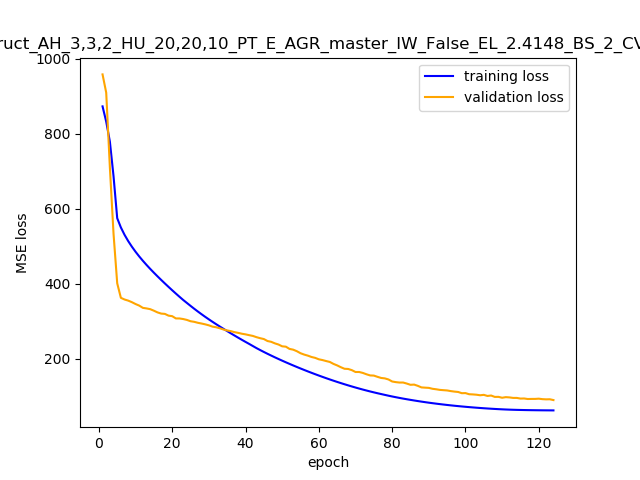 ruct_AH_3,3,2_HU_20,20,10_PT_E_AGR_master_IW_False_EL_2.4148_BS_2_CV
training loss
validation loss
1000
800
600
400
200
MSE loss
0 20 40 60 80 100 120
epoch